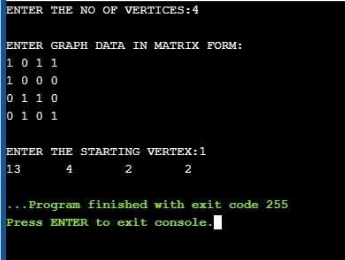 ENTER THE NO OF VERTICES:4
ENTER GRAPH DATA IN MATRIX FORM:
1 0 1 1
1 0 0 0
0 1 1 0
0 1 0 1
ENTER THE STARTING VERTEX:1
13 4 2 2
...Program finished with exit code 255
Press ENTER to exit console.